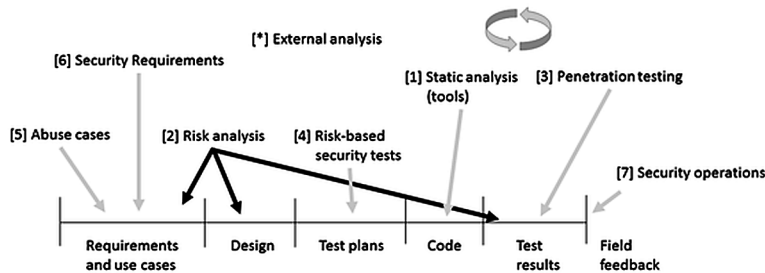 [*] External analysis
[6] Security Requirements
[1] Static analysis
(tools)
[3] Penetration testing
[5] Abuse cases
[2] Risk analysis
[4] Risk-based
security tests
[7] Security operations
Requirements
and use cases
Design
Test plans
Code
Test
results
Field
feedback